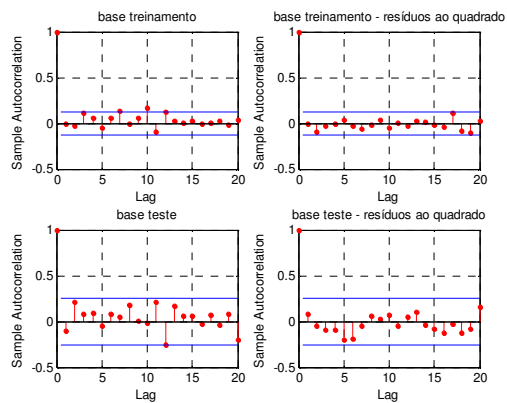 base treinamento
1
0.5
0
-0.5
Sample Autocorrelation
0 5 10 15 20
Lag
base treinamento - resíduos ao quadrado
1
0.5
0
-0.5
Sample Autocorrelation
0 5 10 15 20
Lag
base teste
1
0.5
0
-0.5
Sample Autocorrelation
0 5 10 15 20
Lag
base teste - resíduos ao quadrado
1
0.5
0
-0.5
Sample Autocorrelation
0 5 10 15 20
Lag